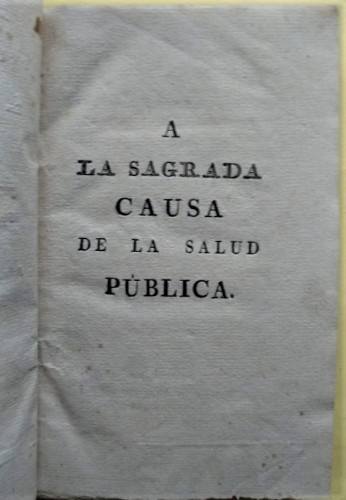 A
LA SAGRADA
CAUSA
DE LA SALUD
PÚBLICA.